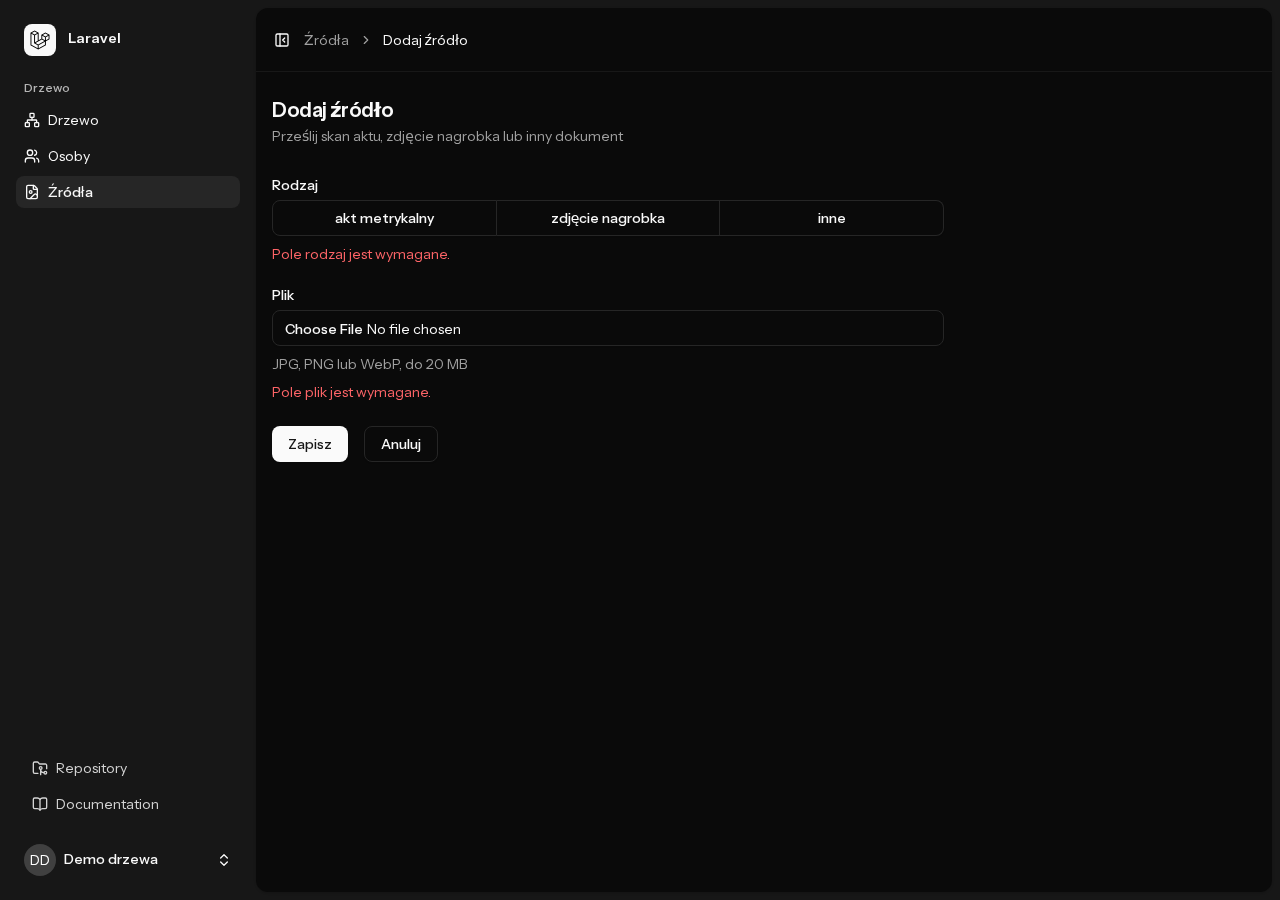 Laravel
Źródła
Dodaj źródło
Drzewo
Drzewo
Osoby
Źródła
Dodaj źródło
Prześlij skan aktu, zdjęcie nagrobka lub inny dokument
Rodzaj
akt metrykalny
zdjęcie nagrobka
inne
Pole rodzaj jest wymagane.
Plik
Choose File No file chosen
JPG, PNG lub WebP, do 20 MB
Pole plik jest wymagane.
Zapisz
Anuluj
Repository
Documentation
DD
Demo drzewa